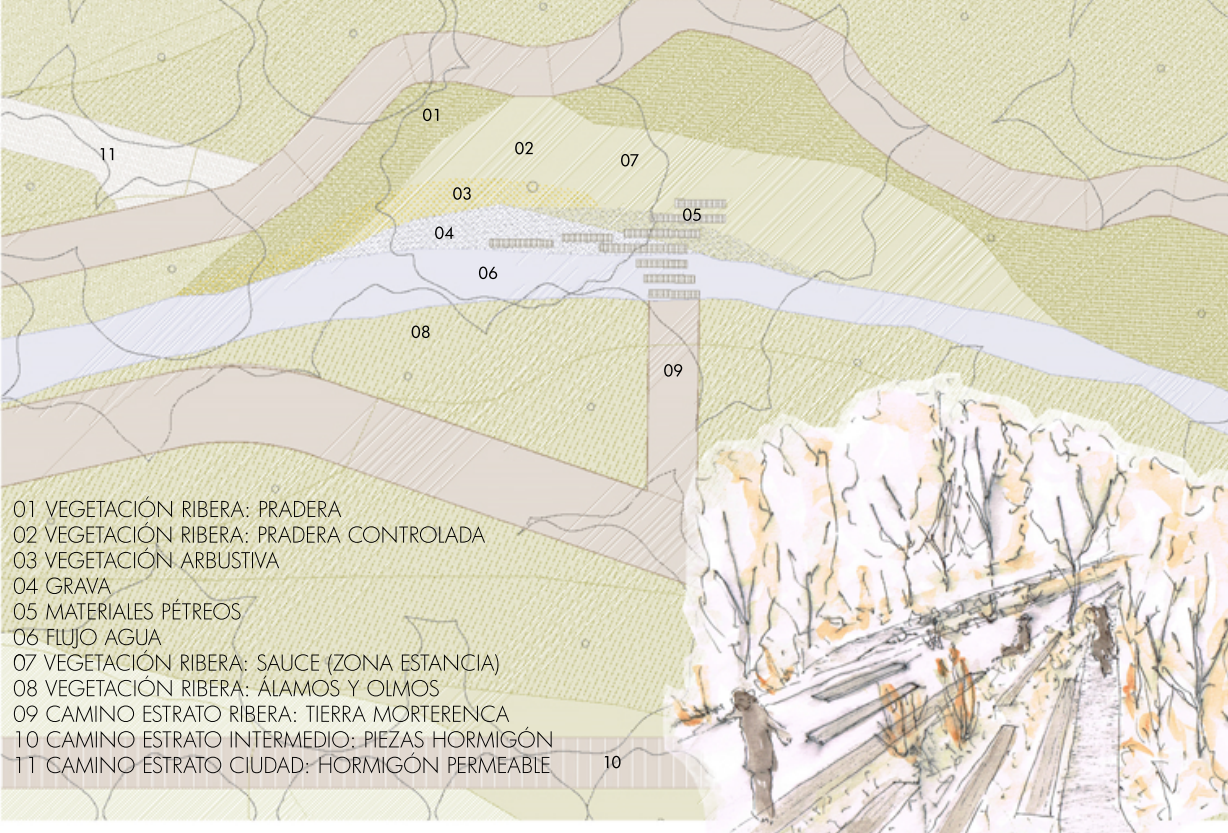 01
02
07
11
03
05
04
06
08
09
01 VEGETACIÓN RIBERA: PRADERA
02 VEGETACIÓN RIBERA: PRADERA CONTROLADA
03 VEGETACIÓN ARBUSTIVA
04 GRAVA
05 MATERIALES PÉTREOS
06 FLUJO AGUA
07 VEGETACIÓN RIBERA: SAUCE (ZONA ESTANCIA)
08 VEGETACIÓN RIBERA: ÁLAMOS Y OLMOS
09 CAMINO ESTRATO RIBERA: TIERRA MORTERENCA
10 CAMINO ESTRATO INTERMEDIO: PIEZAS HORMIGÓN
11 CAMINO ESTRATO CIUDAD: HORMIGÓN PERMEABLE
10